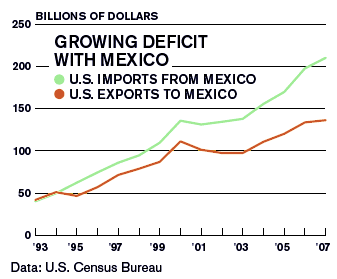 BILLIONS OF DOLLARS
250
GROWING DEFICIT
WITH MEXICO
200
U.S. IMPORTS FROM MEXICO
U.S. EXPORTS TO MEXICO
150
100
50
0
'93 '95 '97 '99 '01 '03 '05 '07
Data: U.S. Census Bureau